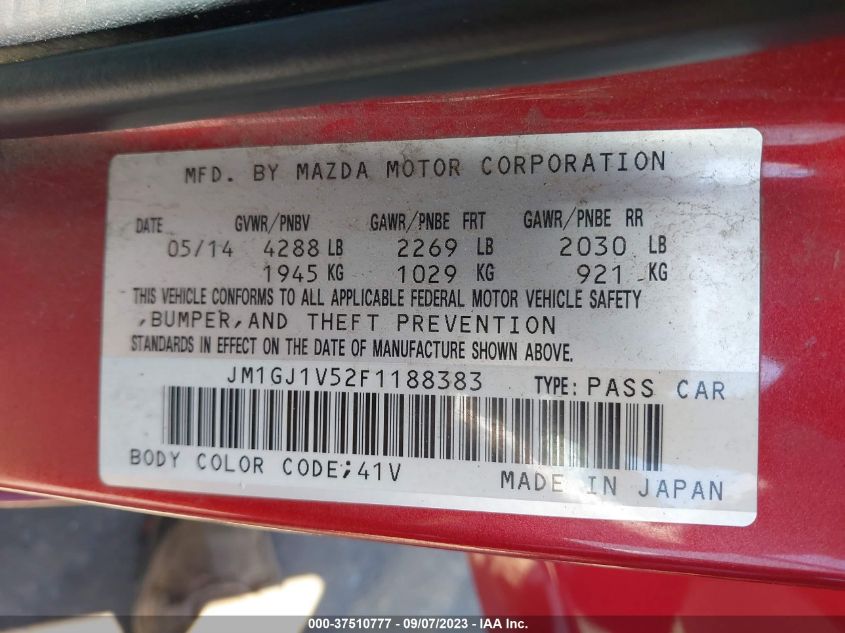 MFD. BY MAZDA MOTOR CORPORATION
DATE GVWR/PNBV GAWR/PNBE FRT GAWR/PNBE RR
05/14 4288 LB 2269 LB 2030 LB
1945 KG 1029 KG 921 KG
THIS VEHICLE CONFORMS TO ALL APPLICABLE FEDERAL MOTOR VEHICLE SAFETY
,BUMPER,AND THEFT PREVENTION
STANDARDS IN EFFECT ON THE DATE OF MANUFACTURE SHOWN ABOVE.
JM1GJ1V52F1188383 TYPE: PASS CAR
BODY COLOR CODE;41V
MADE IN JAPAN
000-37510777 - 09/07/2023 - IAA Inc.